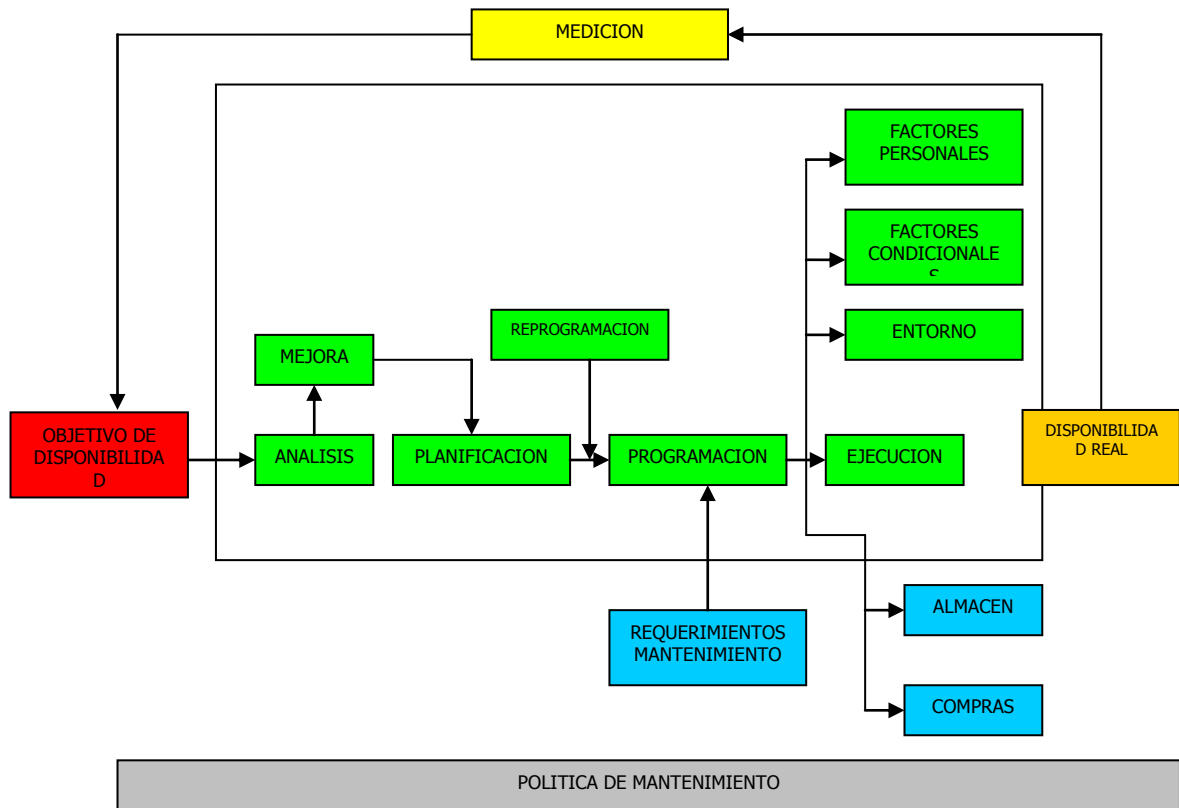 MEDICION
FACTORES
PERSONALES
FACTORES
CONDICIONALE
S
REPROGRAMACION
ENTORNO
MEJORA
OBJETIVO DE
DISPONIBILIDA
D
ANALISIS
PLANIFICACION
PROGRAMACION
EJECUCION
DISPONIBILIDA
D REAL
REQUERIMIENTOS
MANTENIMIENTO
ALMACEN
COMPRAS
POLITICA DE MANTENIMIENTO